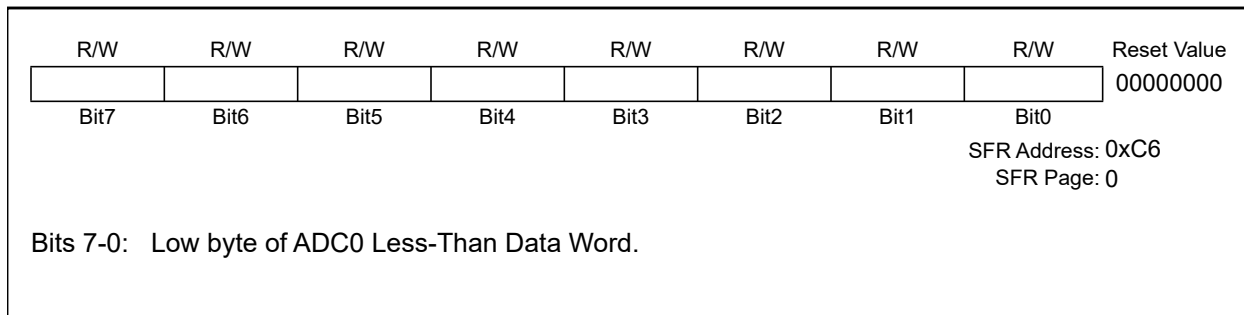 R/W R/W R/W R/W R/W R/W R/W R/W Reset Value
00000000
Bit7 Bit6 Bit5 Bit4 Bit3 Bit2 Bit1 Bit0
SFR Address: 0xC6
SFR Page: 0
Bits 7-0: Low byte of ADC0 Less-Than Data Word.